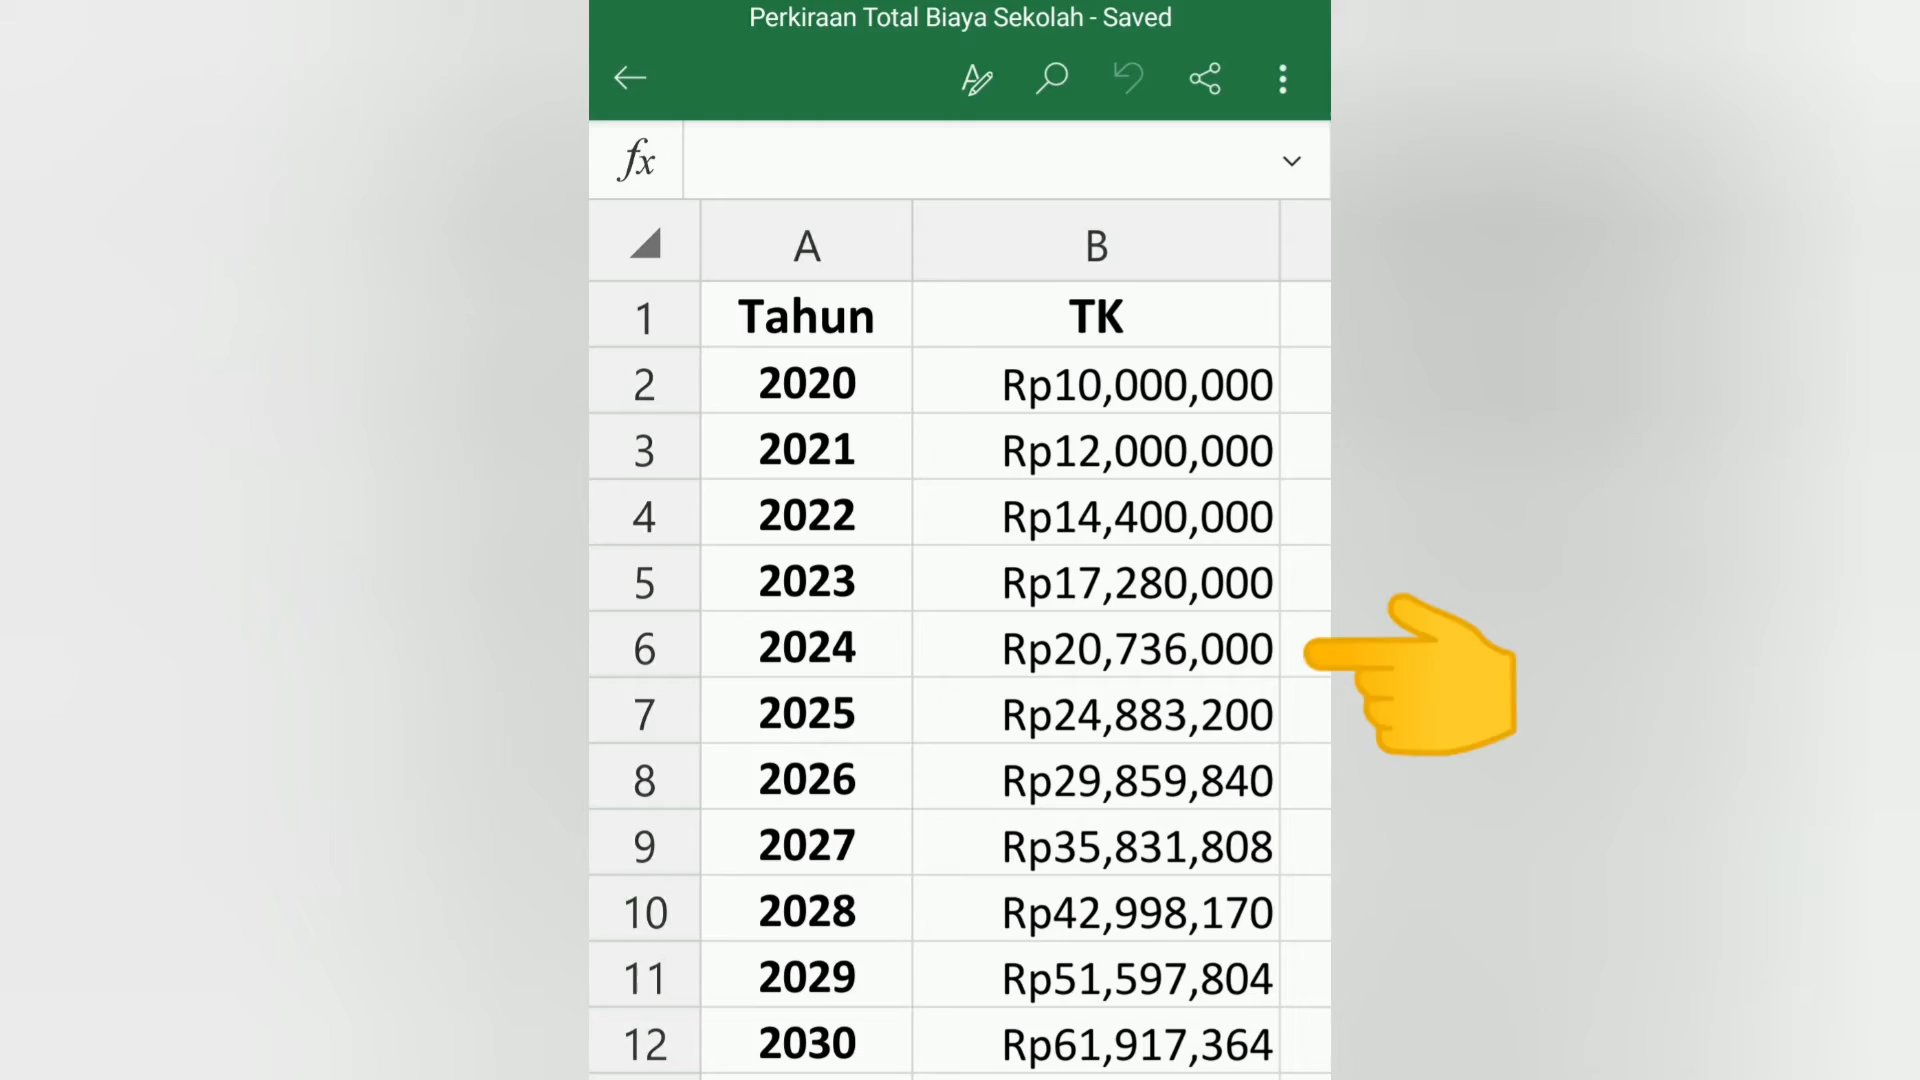 Perkiraan Total Biaya Sekolah - Saved
fx
A B
1 Tahun TK
2 2020 Rp10,000,000
3 2021 Rp12,000,000
4 2022 Rp14,400,000
5 2023 Rp17,280,000
6 2024 Rp20,736,000
7 2025 Rp24,883,200
8 2026 Rp29,859,840
9 2027 Rp35,831,808
10 2028 Rp42,998,170
11 2029 Rp51,597,804
12 2030 Rp61,917,364